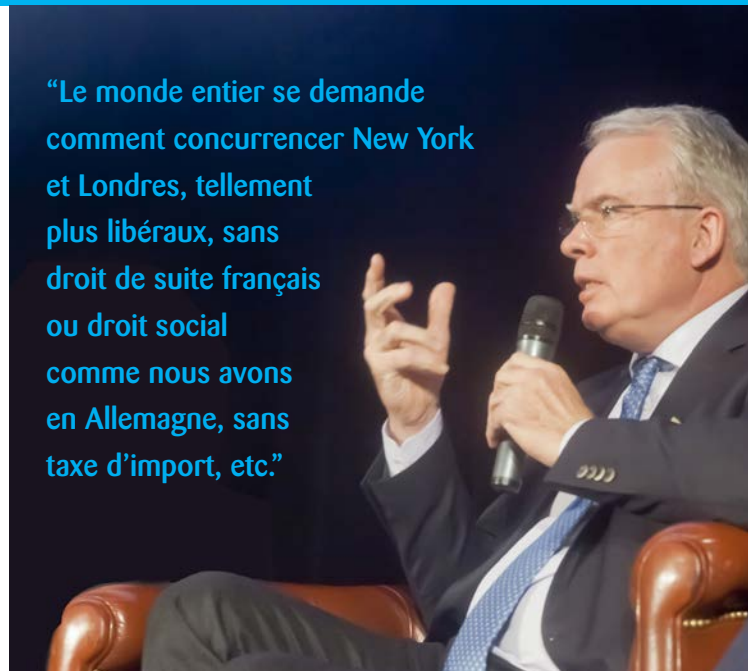 “Le monde entier se demande
comment concurrencer New York
et Londres, tellement
plus libéraux, sans
droit de suite français
ou droit social
comme nous avons
en Allemagne, sans
taxe d’import, etc.”